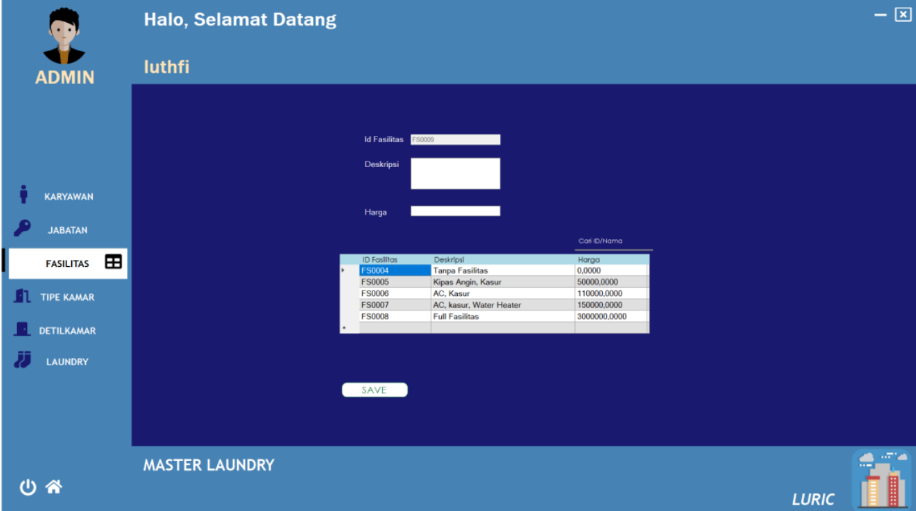 Halo, Selamat Datang
luthfi
ADMIN
KARYAWAN
JABATAN
FASILITAS
TIPE KAMAR
DETILKAMAR
LAUNDRY
Id Fasilitas FS0009
Deskripsi
Harga
Cari ID/Nama
ID Fasilitas Deskripsi Harga
FS0004 Tanpa Fasilitas 0,0000
FS0005 Kipas Angin, Kasur 50000,0000
FS0006 AC, Kasur 110000,0000
FS0007 AC, kasur, Water Heater 150000,0000
FS0008 Full Fasilitas 3000000,0000
SAVE
MASTER LAUNDRY
LURIC